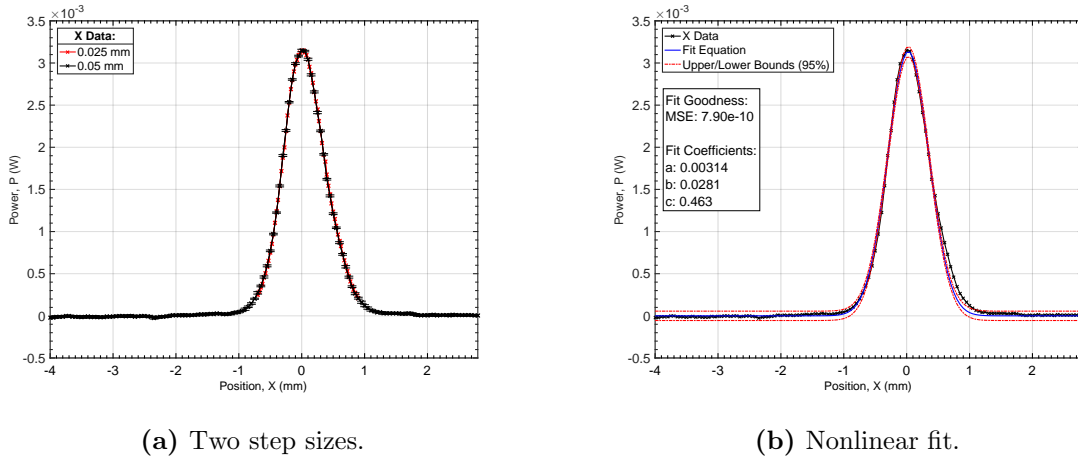 ×10-3
3.5
X Data:
0.025 mm
0.05 mm
3
2.5
2
1.5
1
0.5
0
-0.5
Power, P (W)
-4 -3 -2 -1 0 1 2
Position, X (mm)
(a) Two step sizes.
×10-3
3.5
X Data
Fit Equation
Upper/Lower Bounds (95%)
Fit Goodness:
MSE: 7.90e-10
Fit Coefficients:
a: 0.00314
b: 0.0281
c: 0.463
3
2.5
2
1.5
1
0.5
0
-0.5
Power, P (W)
-4 -3 -2 -1 0 1 2
Position, X (mm)
(b) Nonlinear fit.